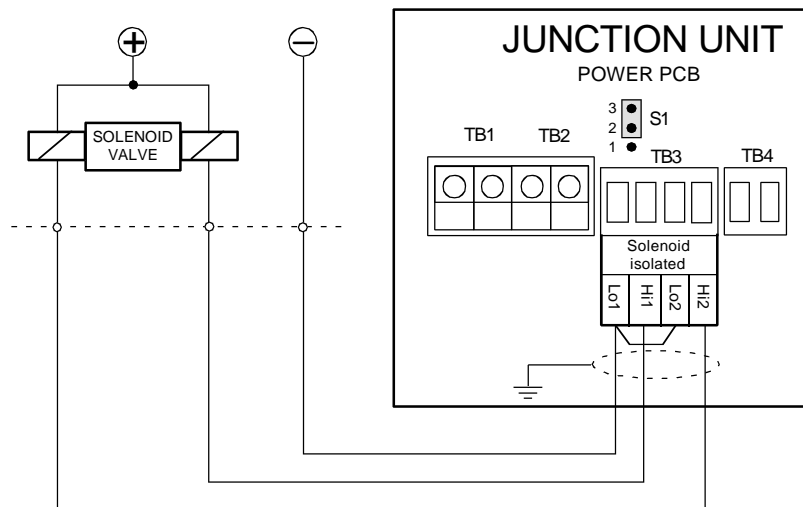 JUNCTION UNIT
POWER PCB
3
2
1
S1
TB1
TB2
TB3
TB4
SOLENOID
VALVE
Solenoid
isolated
Lo1
Hi1
Lo2
Hi2